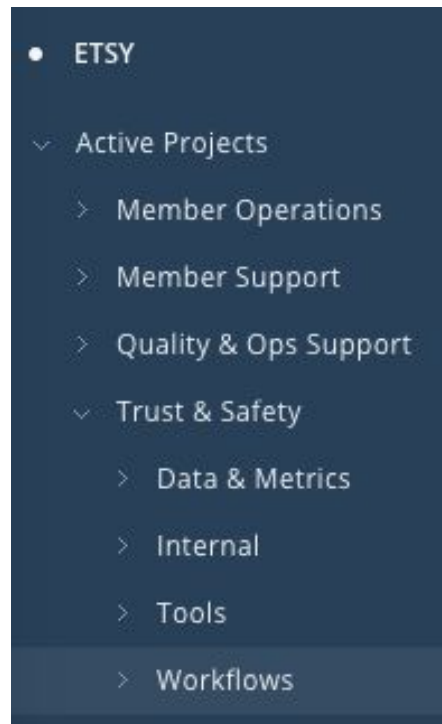 ETSY
Active Projects
Member Operations
Member Support
Quality & Ops Support
Trust & Safety
Data & Metrics
Internal
Tools
Workflows